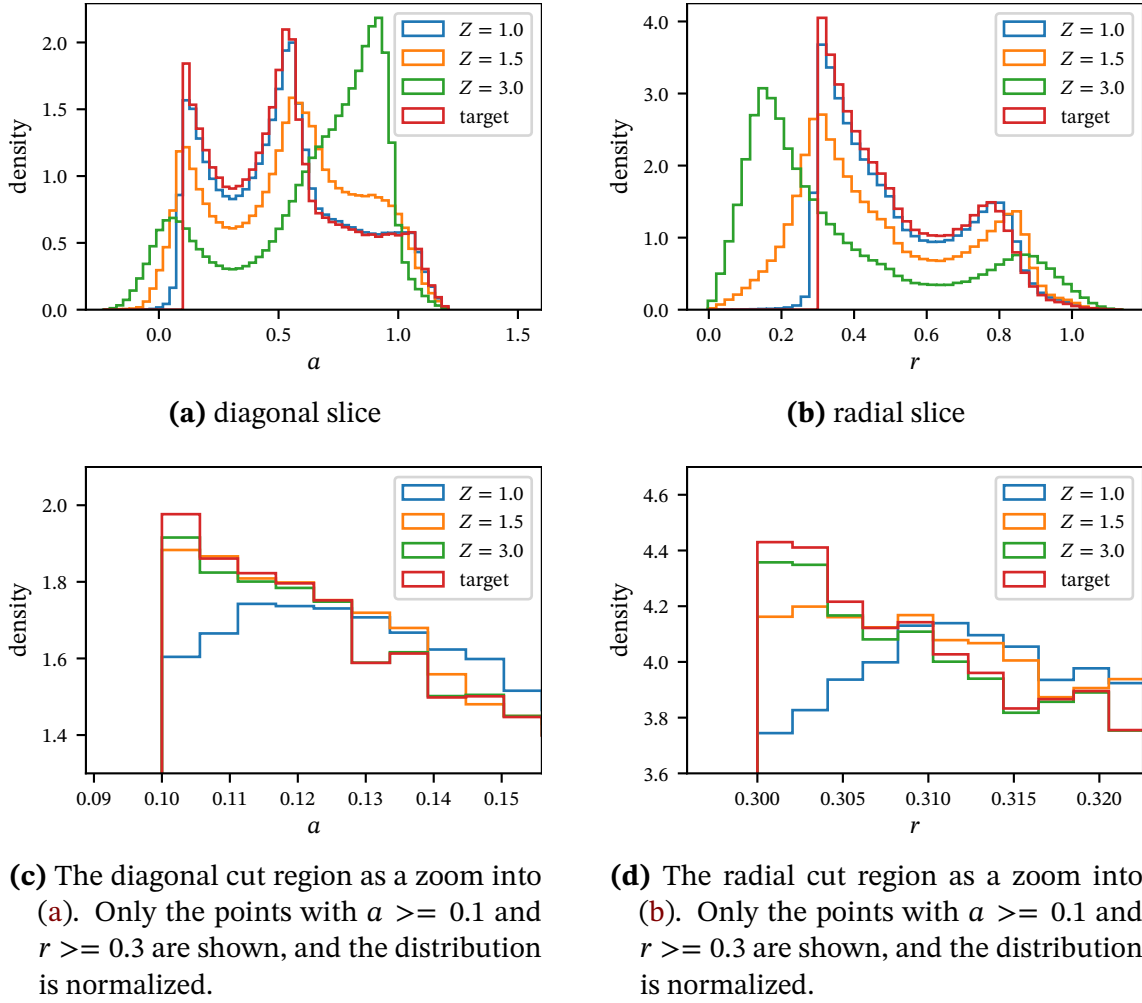 2.0
1.5
1.0
0.5
0.0
density
Z = 1.0
Z = 1.5
Z = 3.0
target
0.0
0.5
1.0
1.5
a
(a) diagonal slice
4.0
3.0
2.0
1.0
0.0
density
Z = 1.0
Z = 1.5
Z = 3.0
target
0.0
0.2
0.4
0.6
0.8
1.0
r
(b) radial slice
2.0
1.8
1.6
1.4
density
Z = 1.0
Z = 1.5
Z = 3.0
target
0.09
0.10
0.11
0.12
0.13
0.14
0.15
a
(c) The diagonal cut region as a zoom into
(a). Only the points with a >= 0.1 and
r >= 0.3 are shown, and the distribution
is normalized.
4.6
4.4
4.2
4.0
3.8
3.6
density
Z = 1.0
Z = 1.5
Z = 3.0
target
0.300
0.305
0.310
0.315
0.320
r
(d) The radial cut region as a zoom into
(b). Only the points with a >= 0.1 and
r >= 0.3 are shown, and the distribution
is normalized.